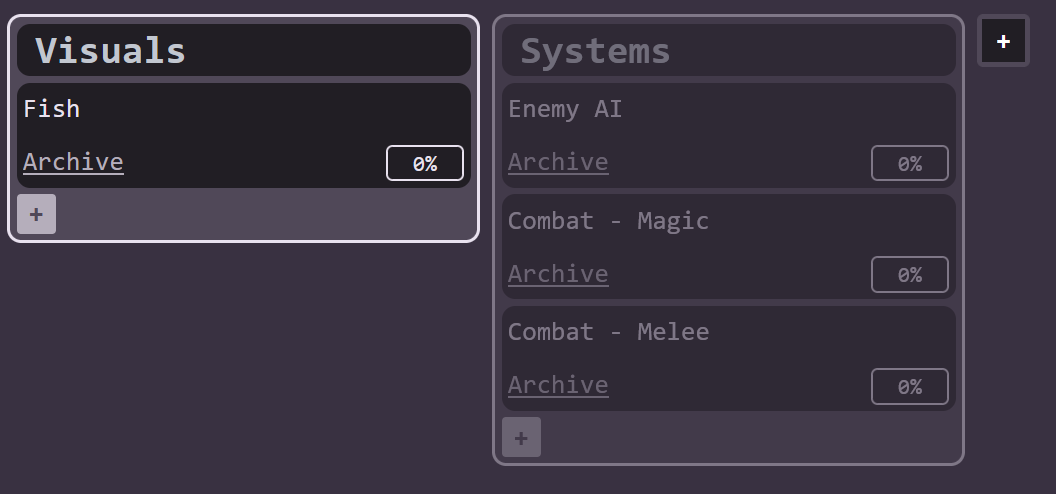 Visuals
Fish
Archive 0%
+
Systems
Enemy AI
Archive 0%
Combat - Magic
Archive 0%
Combat - Melee
Archive 0%
+
+